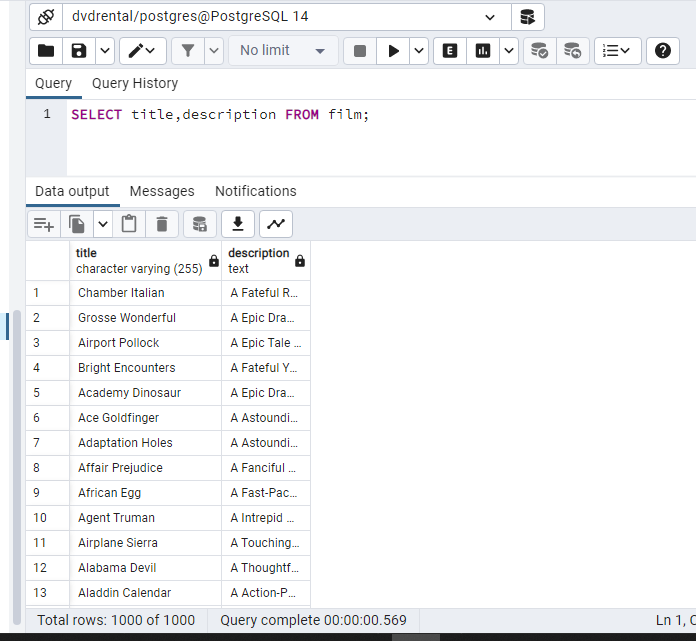 dvdrental/postgres@PostgreSQL 14
No limit
Query Query History
1 SELECT title,description FROM film;
Data output Messages Notifications
title description
character varying (255) text
1 Chamber Italian A Fateful R...
2 Grosse Wonderful A Epic Dra...
3 Airport Pollock A Epic Tale ...
4 Bright Encounters A Fateful Y...
5 Academy Dinosaur A Epic Dra...
6 Ace Goldfinger A Astoundi...
7 Adaptation Holes A Astoundi...
8 Affair Prejudice A Fanciful ...
9 African Egg A Fast-Pac...
10 Agent Truman A Intrepid ...
11 Airplane Sierra A Touching...
12 Alabama Devil A Thoughtf...
13 Aladdin Calendar A Action-P...
Total rows: 1000 of 1000 Query complete 00:00:00.569 Ln 1,